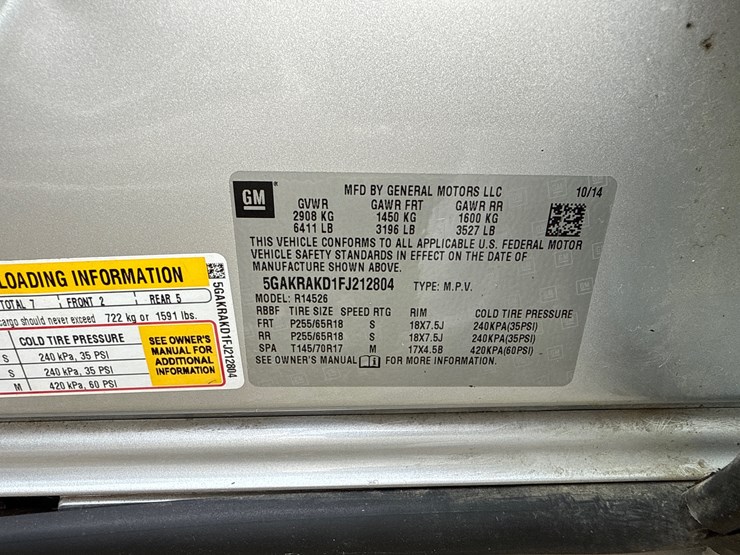 GM
MFD BY GENERAL MOTORS LLC 10/14
GVWR GAWR FRT GAWR RR
2908 KG 1450 KG 1600 KG
6411 LB 3196 LB 3527 LB
THIS VEHICLE CONFORMS TO ALL APPLICABLE U.S. FEDERAL MOTOR
VEHICLE SAFETY STANDARDS IN EFFECT ON THE DATE OF
MANUFACTURE SHOWN ABOVE.
5GAKRAKD1FJ212804 TYPE: M.P.V.
MODEL: R14526
RBBF TIRE SIZE SPEED RTG RIM COLD TIRE PRESSURE
FRT P255/65R18 S 18X7.5J 240KPA(35PSI)
RR P255/65R18 S 18X7.5J 240KPA(35PSI)
SPA T145/70R17 M 17X4.5B 420KPA(60PSI)
SEE OWNER'S MANUAL i FOR MORE INFORMATION.
LOADING INFORMATION
TOTAL 7 FRONT 2 REAR 5
cargo should never exceed 722 kg or 1591 lbs.
COLD TIRE PRESSURE
S 240 kPa, 35 PSI
S 240 kPa, 35 PSI
M 420 kPa, 60 PSI
SEE OWNER'S
MANUAL FOR
ADDITIONAL
INFORMATION
5GAKRAKD1FJ212804